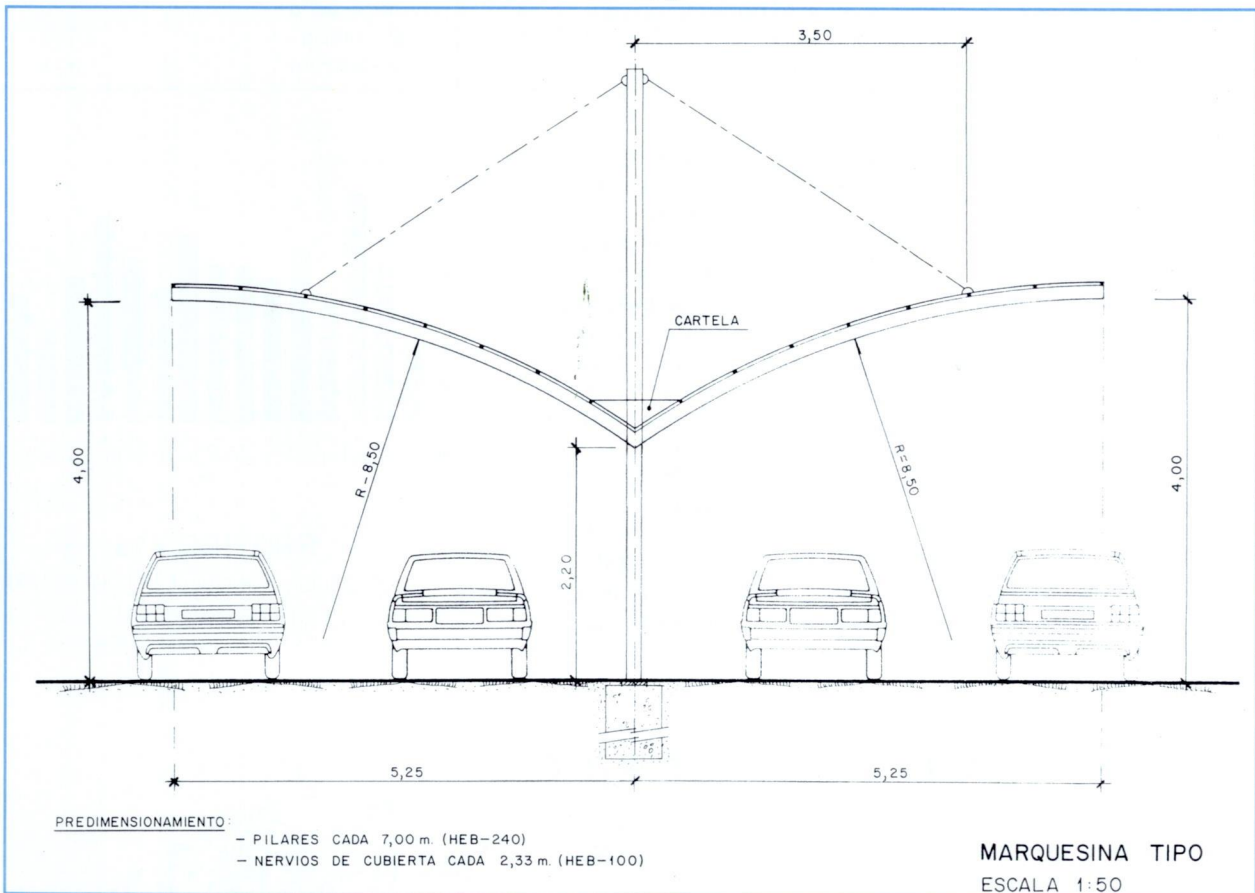 3,50
CARTELA
4,00
R-8,50
2,20
R=8,50
4,00
5,25
5,25
PREDIMENSIONAMIENTO:
- PILARES CADA 7,00 m. (HEB-240)
- NERVIOS DE CUBIERTA CADA 2,33 m. (HEB-100)
MARQUESINA TIPO
ESCALA 1:50